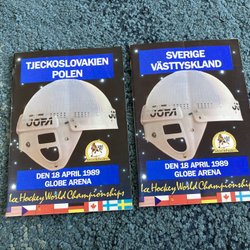 TJECKOSLOVAKIEN
POLEN
JOFA
DEN 18 APRIL 1989
GLOBE ARENA
Ice Hockey World Championships
SVERIGE
VÄSTTYSKLAND
JOFA
DEN 18 APRIL 1989
GLOBE ARENA
Ice Hockey World Championships